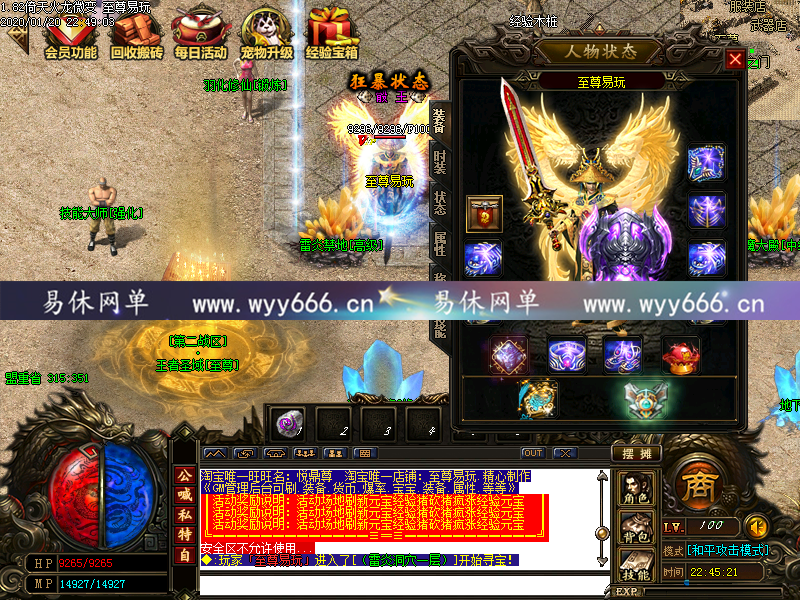 1.82倚天火龙微变 至尊易玩
2020/01/20 22:49:03
会员功能 回收搬砖 每日活动 宠物升级 经验宝箱
经验木桩
服装店
武器店
狂暴状态
9296/9296/F100
至尊易玩
技能大师[强化]
雷炎禁地[高级]
人物状态
至尊易玩
装备
时装
状态
属性
易休网单 www.wyy666.cn 易休网单 www.wyy666.cn
[第二战区]
王者圣域[至尊]
盟重省 315:351
1 2 3 4
OUT
摆摊
公
喊
私
特
自
淘宝唯一旺旺名：悦鼎尊 淘宝唯一店铺：至尊易玩 精心制作
《GM管理后台可刷 装备 货币 爆率 宝宝 装备 属性 等等》
活动奖励说明：活动场地刷新元宝经验猪砍猪疯张经验元宝
活动奖励说明：活动场地刷新元宝经验猪砍猪疯张经验元宝
活动奖励说明：活动场地刷新元宝经验猪砍猪疯张经验元宝
安全区不允许使用...
◆:玩家「至尊易玩」进入了[（雷炎洞穴一层）]开始寻宝!
HP 9285/9285
MP 14927/14927
角色
背包
技能
商
LV. 100
模式 [和平攻击模式]
时间 22:45:21
EXP